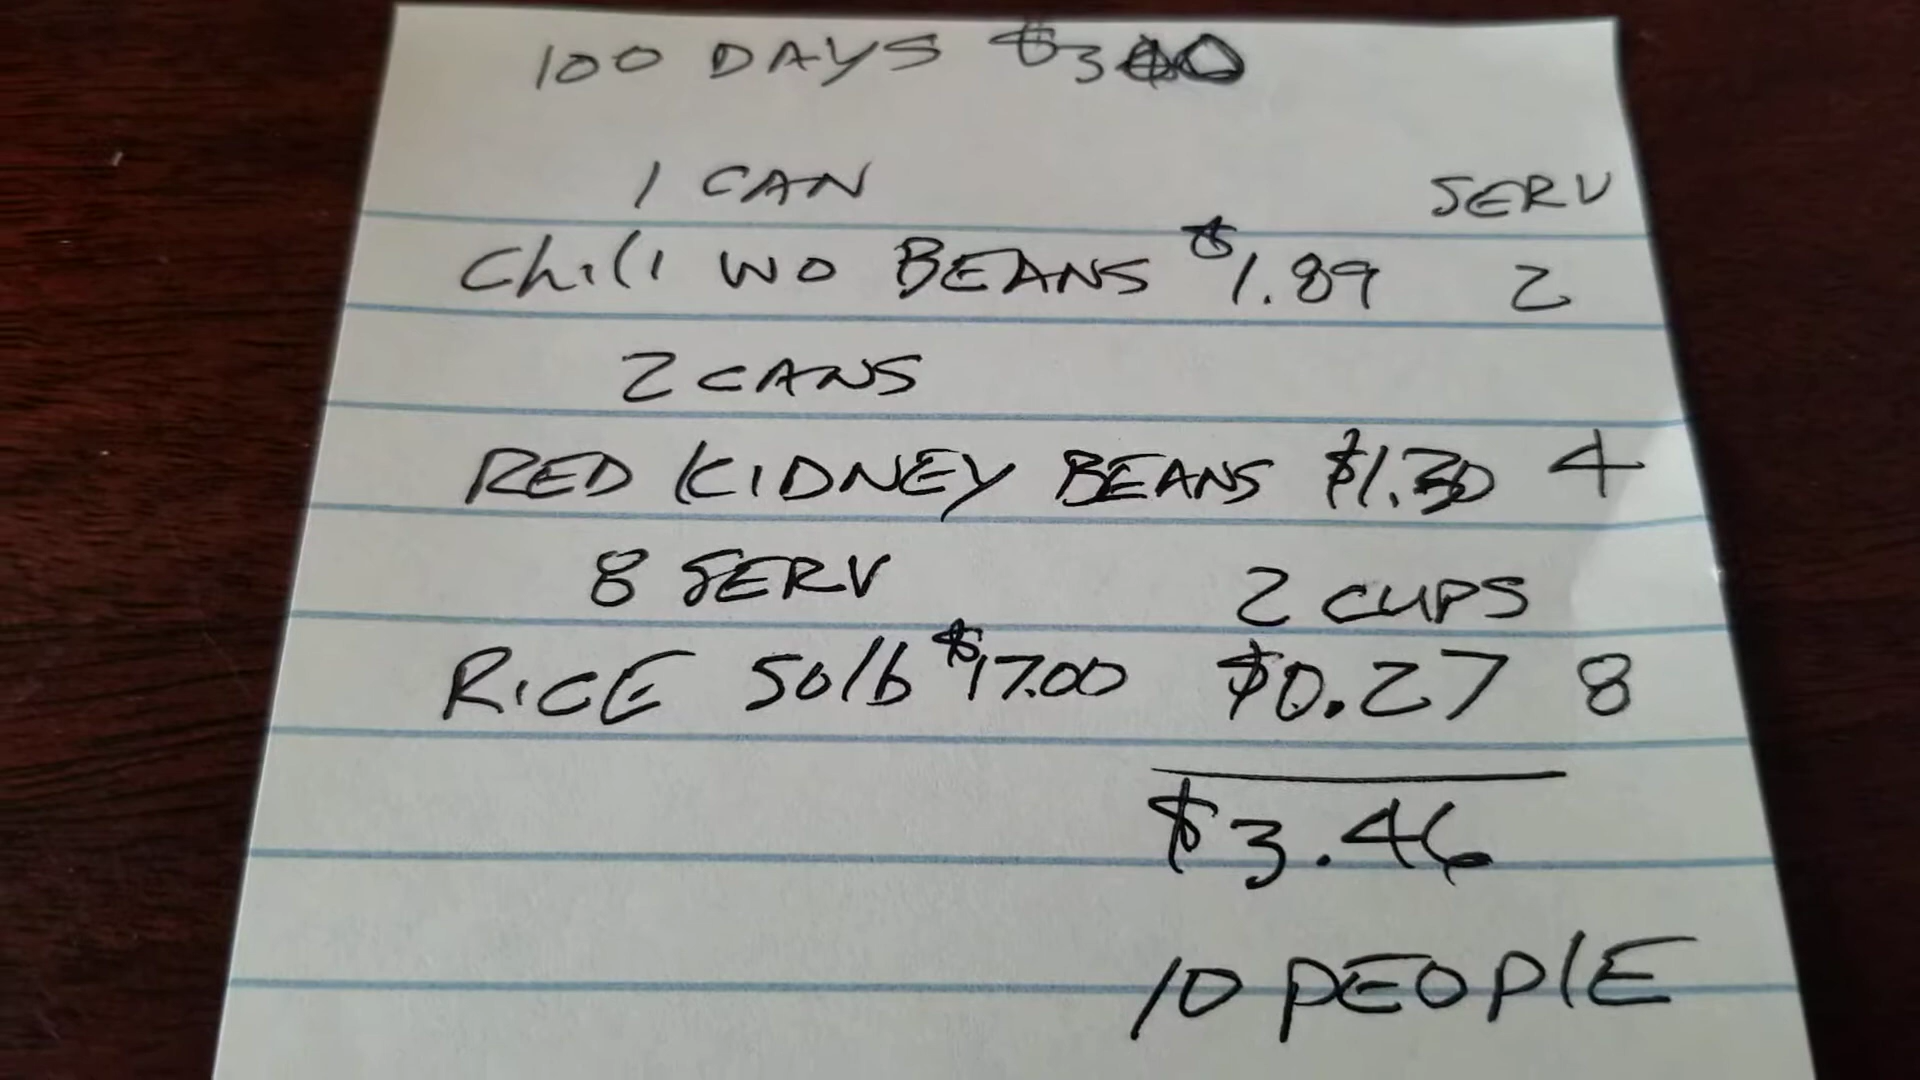 100 DAYS $300
1 CAN SERV
Chili WO BEANS $1.89 2
2 CANS
RED KIDNEY BEANS $1.30 4
8 SERV 2 CUPS
RICE 50lb $17.00 $0.27 8
$3.46
10 PEOPLE